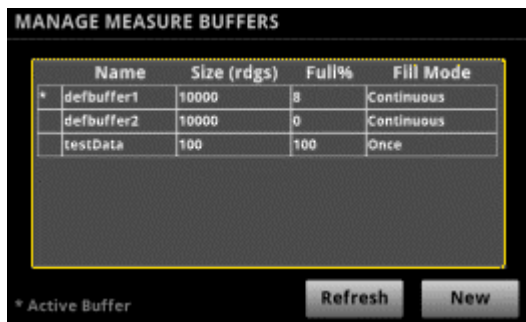 MANAGE MEASURE BUFFERS
Name Size (rdgs) Full% Fill Mode
* defbuffer1 10000 8 Continuous
defbuffer2 10000 0 Continuous
testData 100 100 Once
* Active Buffer Refresh New